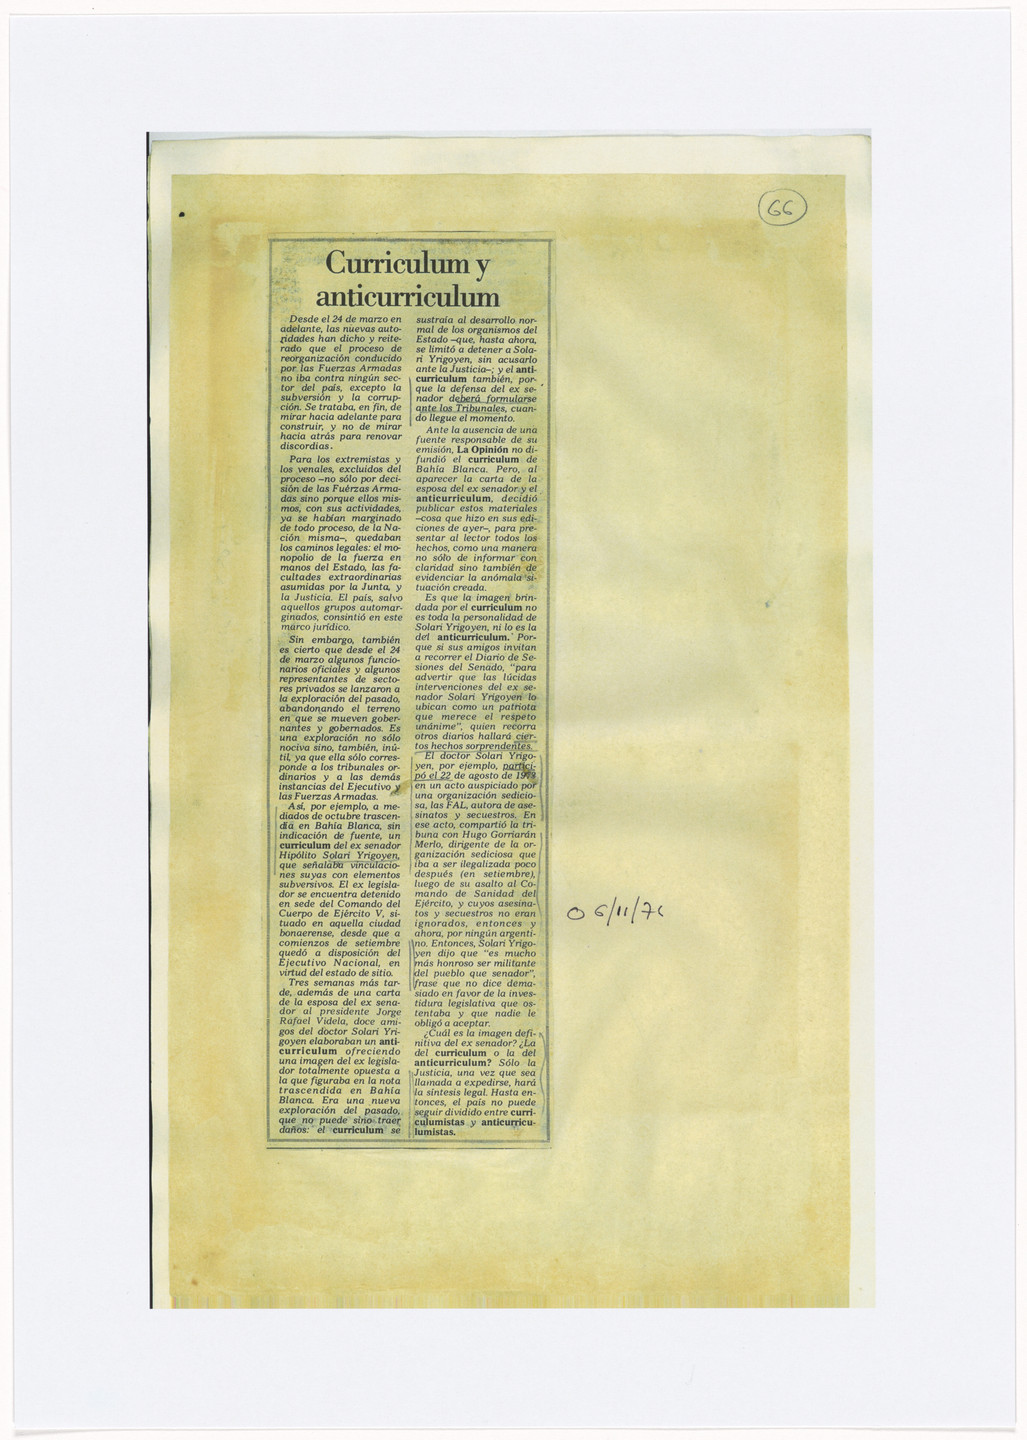 66
Curriculum y
anticurriculum
Desde el 24 de marzo en
adelante, las nuevas auto-
ridades han dicho y reite-
rado que el proceso de
reorganización conducido
por las Fuerzas Armadas
no iba contra ningún sec-
tor del país, excepto la
subversión y la corrup-
ción. Se trataba, en fin, de
mirar hacia adelante para
construir, y no de mirar
hacia atrás para renovar
discordias.
Para los extremistas y
los venales, excluidos del
proceso —no sólo por deci-
sión de las Fuerzas Arma-
das sino porque ellos mis-
mos, con sus actividades,
ya se habían marginado
de todo proceso, de la Na-
ción misma—, quedaban
los caminos legales: el mo-
nopolio de la fuerza en
manos del Estado, las fa-
cultades extraordinarias
asumidas por la Junta, y
la Justicia. El país, salvo
aquellos grupos automar-
ginados, consintió en este
marco jurídico.
Sin embargo, también
es cierto que desde el 24
de marzo algunos funcio-
narios oficiales y algunos
representantes de secto-
res privados se lanzaron a
la exploración del pasado,
abandonando el terreno
en que se mueven gober-
nantes y gobernados. Es
una exploración no sólo
nociva sino, también, inú-
til, ya que ella sólo corres-
ponde a los tribunales or-
dinarios y a las demás
instancias del Ejecutivo y
las Fuerzas Armadas.
Así, por ejemplo, a me-
diados de octubre trascen-
día en Bahía Blanca, sin
indicación de fuente, un
curriculum del ex senador
Hipólito Solari Yrigoyen,
que señalaba vinculacio-
nes suyas con elementos
subversivos. El ex legisla-
dor se encuentra detenido
en sede del Comando del
Cuerpo de Ejército V, si-
tuado en aquella ciudad
bonaerense, desde que a
comienzos de setiembre
quedó a disposición del
Ejecutivo Nacional, en
virtud del estado de sitio.
Tres semanas más tar-
de, además de una carta
de la esposa del ex sena-
dor al presidente Jorge
Rafael Videla, doce ami-
gos del doctor Solari Yri-
goyen elaboraban un anti-
curriculum ofreciendo
una imagen del ex legisla-
dor totalmente opuesta a
la que figuraba en la nota
trascendida en Bahía
Blanca. Era una nueva
exploración del pasado,
que no puede sino traer
daños: el curriculum se
sustraía al desarrollo nor-
mal de los organismos del
Estado —que, hasta ahora,
se limitó a detener a Sola-
ri Yrigoyen, sin acusarlo
ante la Justicia—; y el anti-
curriculum también, por-
que la defensa del ex se-
nador deberá formularse
ante los Tribunales, cuan-
do llegue el momento.
Ante la ausencia de una
fuente responsable de su
emisión, La Opinión no di-
fundió el curriculum de
Bahía Blanca. Pero, al
aparecer la carta de la
esposa del ex senador y el
anticurriculum, decidió
publicar estos materiales
—cosa que hizo en sus edi-
ciones de ayer—, para pre-
sentar al lector todos los
hechos, como una manera
no sólo de informar con
claridad sino también de
evidenciar la anómala si-
tuación creada.
Es que la imagen brin-
dada por el curriculum no
es toda la personalidad de
Solari Yrigoyen, ni lo es la
del anticurriculum. Por-
que si sus amigos invitan
a recorrer el Diario de Se-
siones del Senado, "para
advertir que las lúcidas
intervenciones del ex se-
nador Solari Yrigoyen lo
ubican como un patriota
que merece el respeto
unánime", quien recorra
otros diarios hallará cier-
tos hechos sorprendentes.
El doctor Solari Yrigo-
yen, por ejemplo, partici-
pó el 22 de agosto de 1973
en un acto auspiciado por
una organización sedicio-
sa, las FAL, autora de ase-
sinatos y secuestros. En
ese acto, compartió la tri-
buna con Hugo Gorriarán
Merlo, dirigente de la or-
ganización sediciosa que
iba a ser ilegalizada poco
después (en setiembre),
luego de su asalto al Co-
mando de Sanidad del
Ejército, y cuyos asesina-
tos y secuestros no eran
ignorados, entonces y
ahora, por ningún argenti-
no. Entonces, Solari Yrigo-
yen dijo que "es mucho
más honroso ser militante
del pueblo que senador",
frase que no dice dema-
siado en favor de la inves-
tidura legislativa que os-
tentaba y que nadie le
obligó a aceptar.
¿Cuál es la imagen defi-
nitiva del ex senador? ¿La
del curriculum o la del
anticurriculum? Sólo la
Justicia, una vez que sea
llamada a expedirse, hará
la síntesis legal. Hasta en-
tonces, el país no puede
seguir dividido entre curri-
culumistas y anticurricu-
lumistas.
O 6/11/76